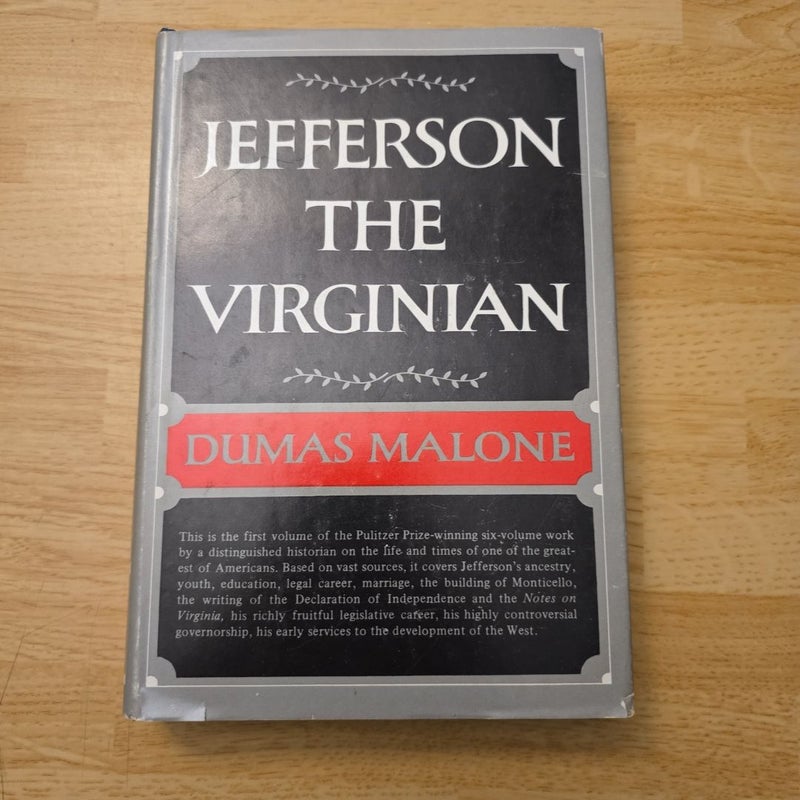 JEFFERSON
THE
VIRGINIAN
DUMAS MALONE
This is the first volume of the Pulitzer Prize-winning six-volume work
by a distinguished historian on the life and times of one of the great-
est of Americans. Based on vast sources, it covers Jefferson's ancestry,
youth, education, legal career, marriage, the building of Monticello,
the writing of the Declaration of Independence and the Notes on
Virginia, his richly fruitful legislative career, his highly controversial
governorship, his early services to the development of the West.